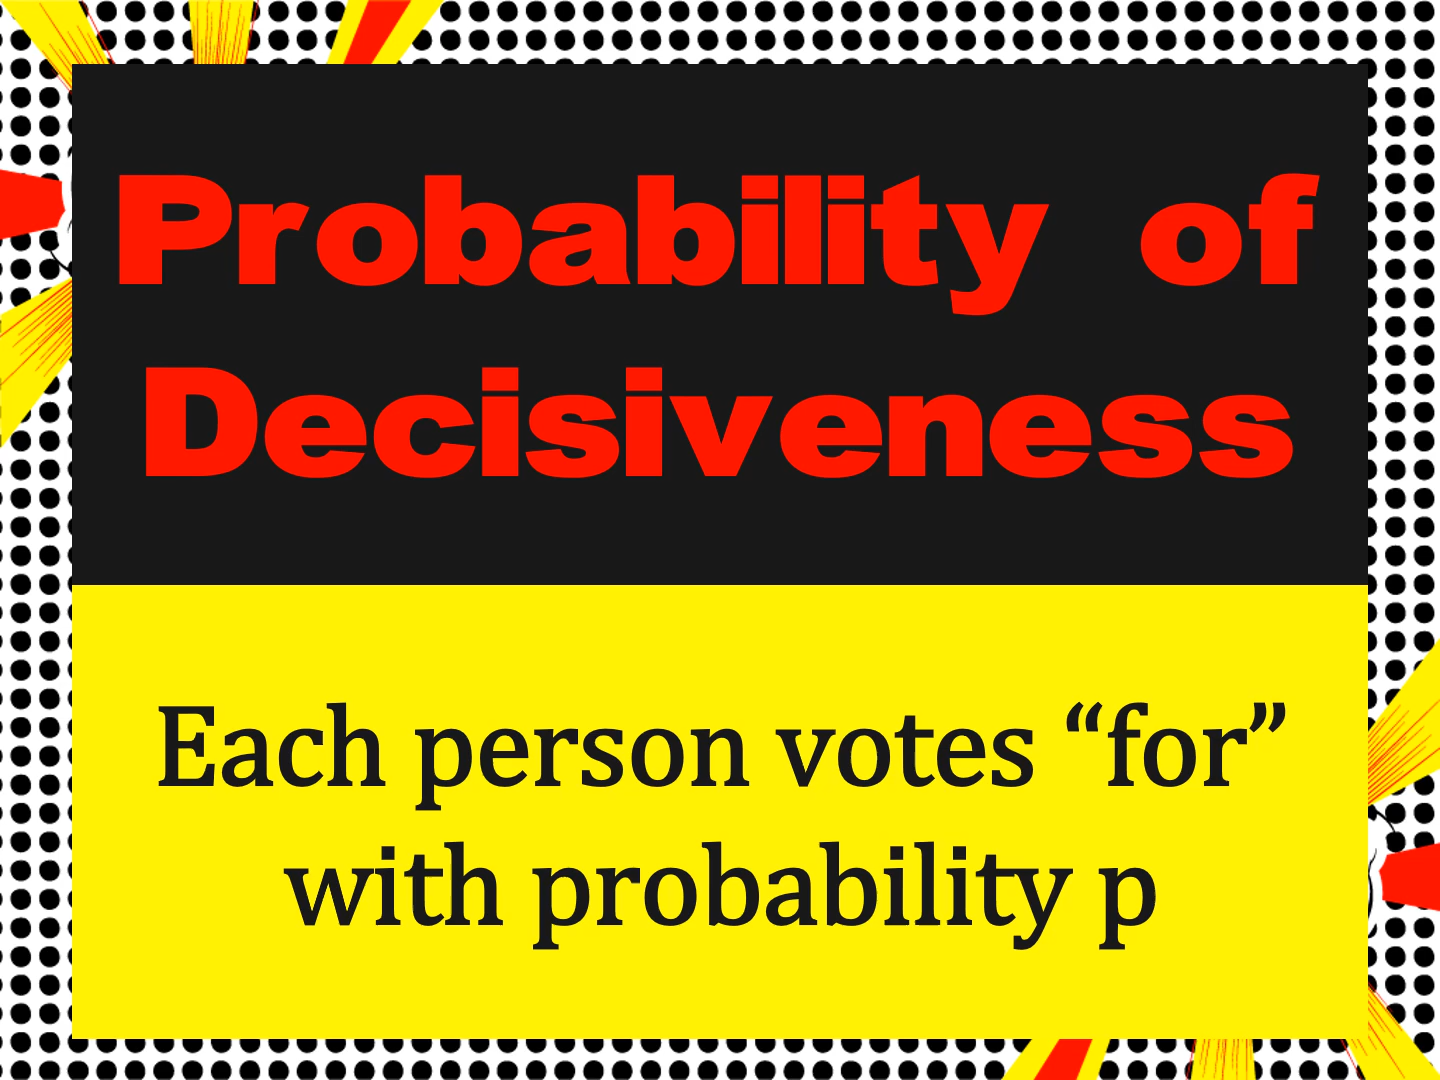 Probability of
Decisiveness
Each person votes “for”
with probability p